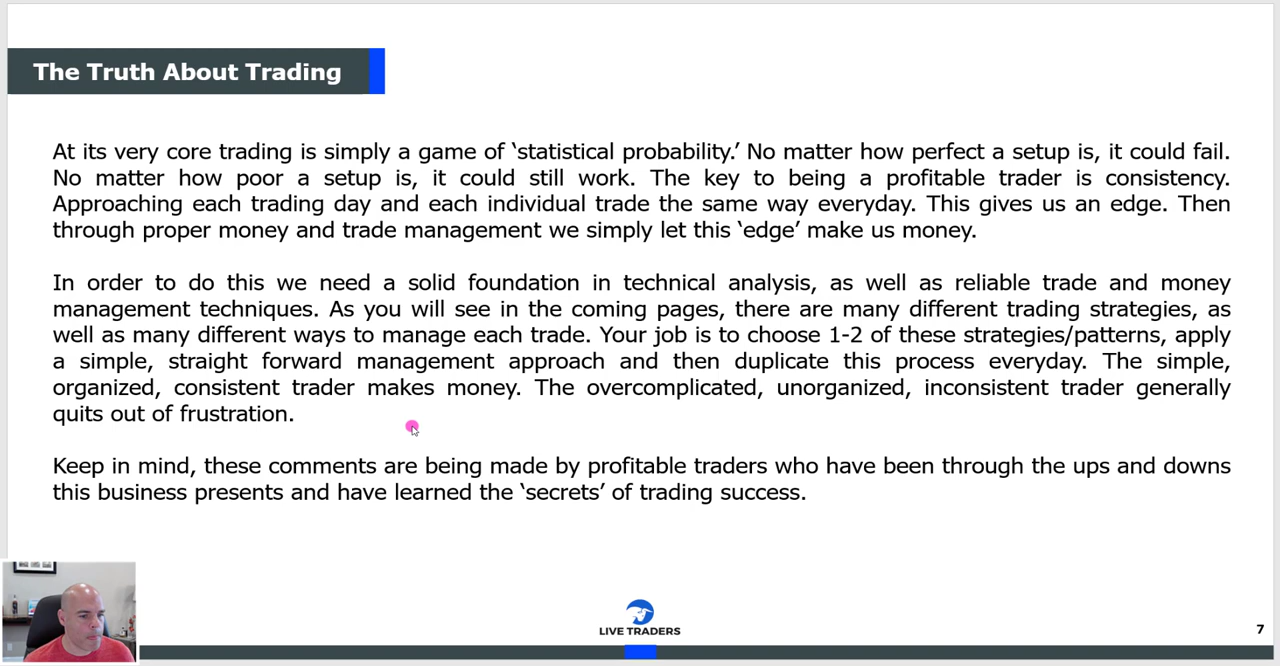 The Truth About Trading
At its very core trading is simply a game of ‘statistical probability.’ No matter how perfect a setup is, it could fail.
No matter how poor a setup is, it could still work. The key to being a profitable trader is consistency.
Approaching each trading day and each individual trade the same way everyday. This gives us an edge. Then
through proper money and trade management we simply let this ‘edge’ make us money.
In order to do this we need a solid foundation in technical analysis, as well as reliable trade and money
management techniques. As you will see in the coming pages, there are many different trading strategies, as
well as many different ways to manage each trade. Your job is to choose 1-2 of these strategies/patterns, apply
a simple, straight forward management approach and then duplicate this process everyday. The simple,
organized, consistent trader makes money. The overcomplicated, unorganized, inconsistent trader generally
quits out of frustration.
Keep in mind, these comments are being made by profitable traders who have been through the ups and downs
this business presents and have learned the ‘secrets’ of trading success.
LIVE TRADERS
7